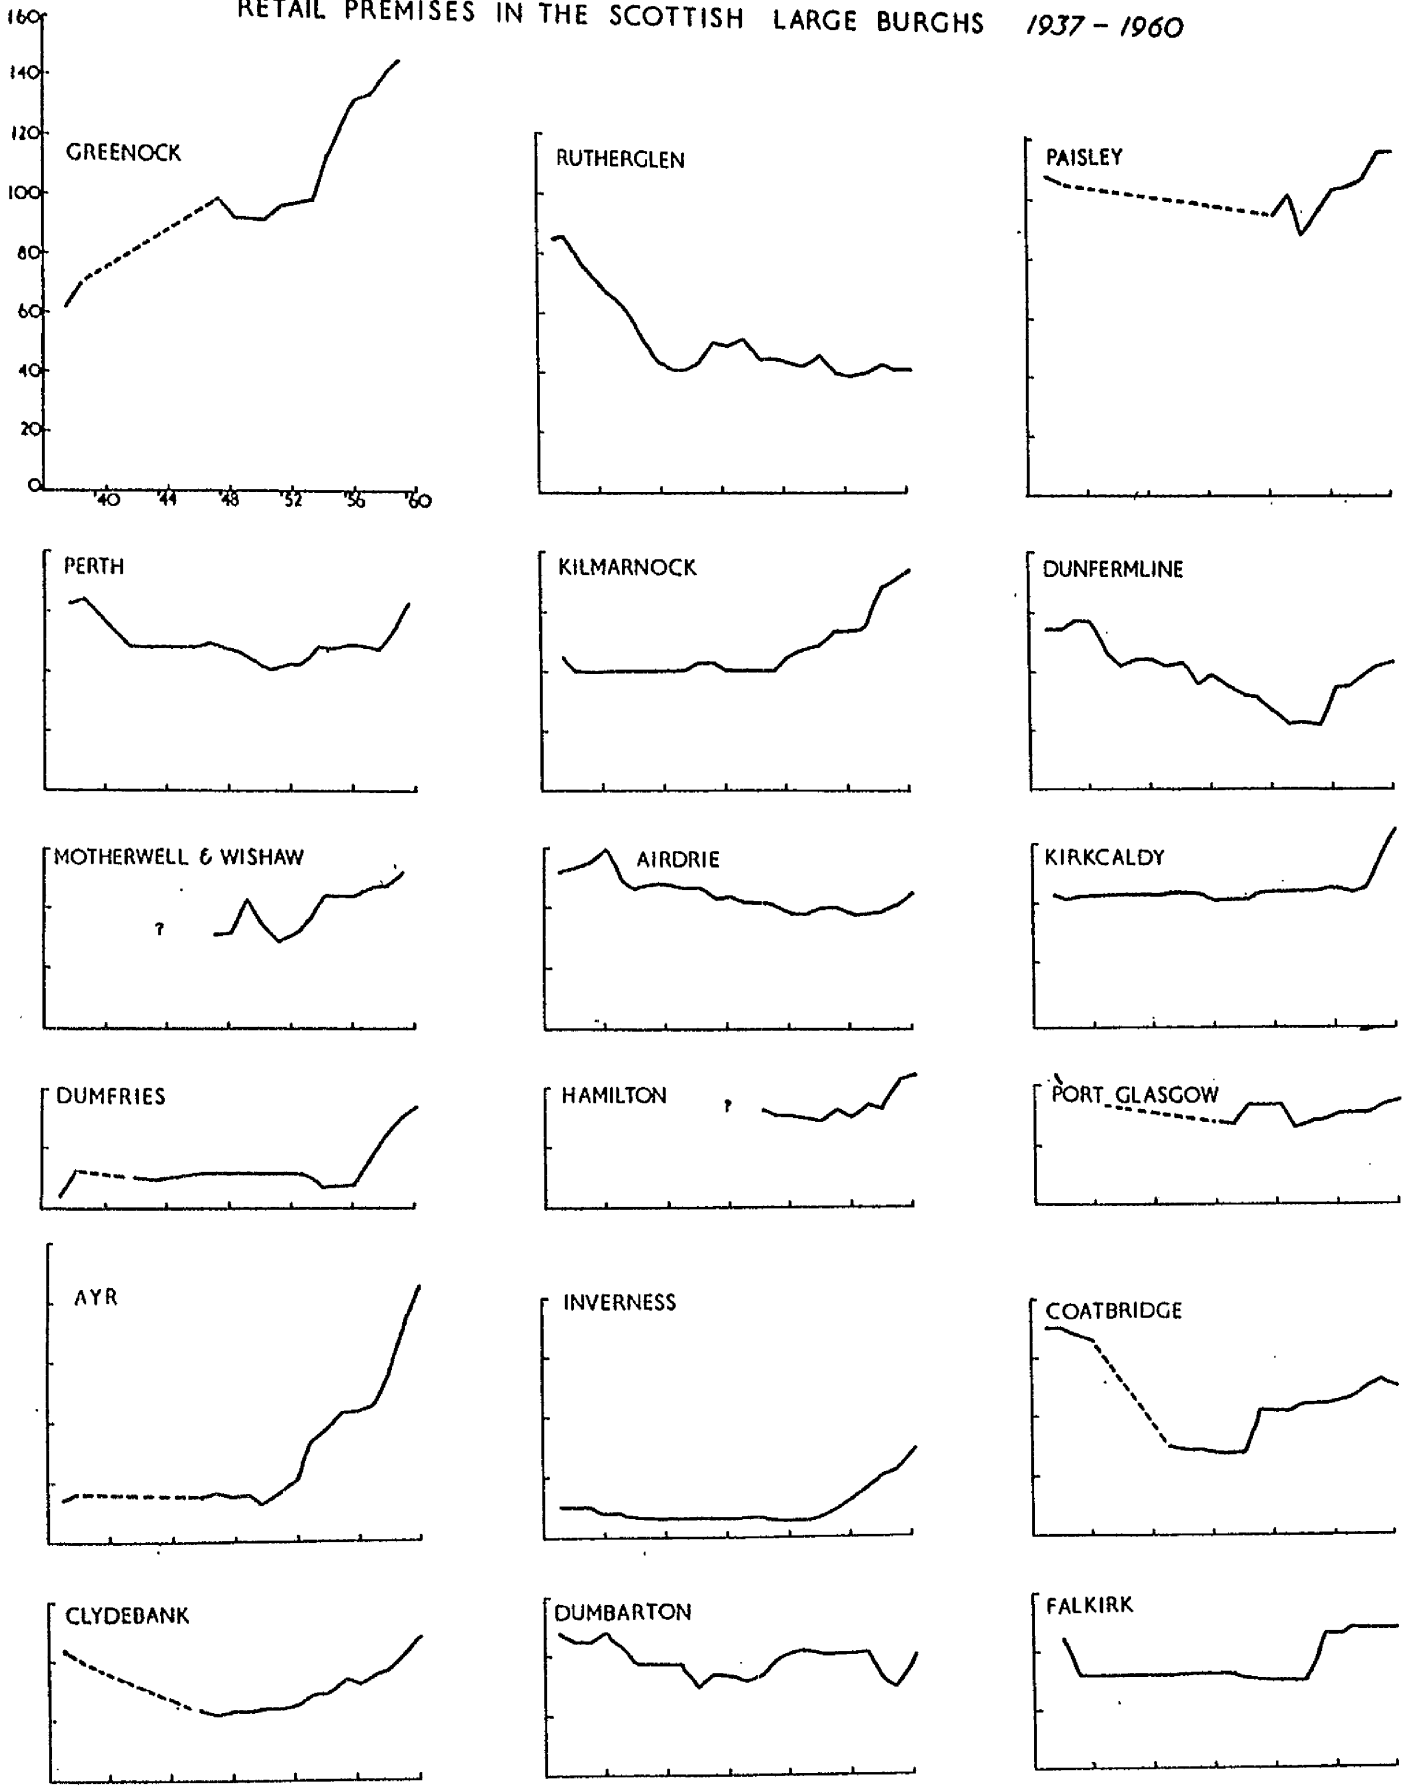 RETAIL PREMISES IN THE SCOTTISH LARGE BURGHS 1937 - 1960
160
140
120
100
80
60
40
20
0
'40 '44 '48 '52 '56 '60
GREENOCK
RUTHERGLEN
PAISLEY
PERTH
KILMARNOCK
DUNFERMLINE
MOTHERWELL & WISHAW
?
AIRDRIE
KIRKCALDY
DUMFRIES
HAMILTON
?
PORT GLASGOW
AYR
INVERNESS
COATBRIDGE
CLYDEBANK
DUMBARTON
FALKIRK